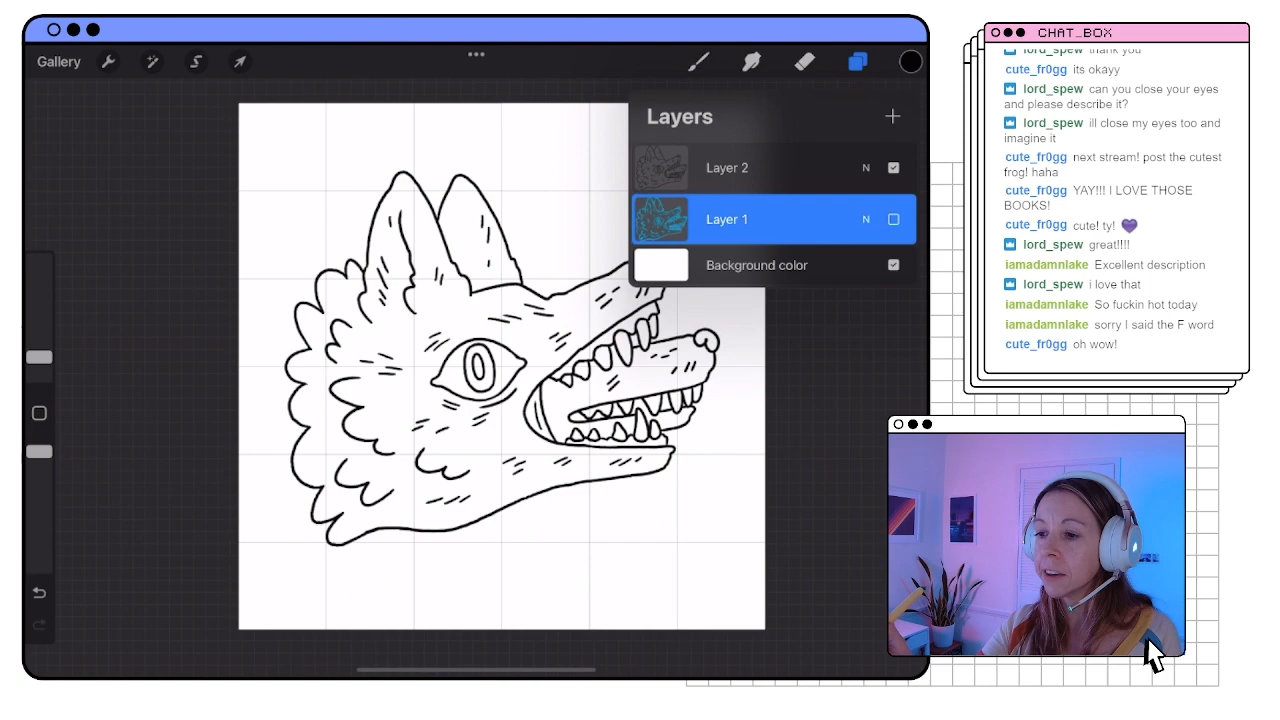 Gallery
Layers
Layer 2
N
Layer 1
N
Background color
CHAT_BOX
lord_spew thank you
cute_fr0gg its okayy
lord_spew can you close your eyes
and please describe it?
lord_spew ill close my eyes too and
imagine it
cute_fr0gg next stream! post the cutest
frog! haha
cute_fr0gg YAY!!! I LOVE THOSE
BOOKS!
cute_fr0gg cute! ty!
lord_spew great!!!!
iamadamnlake Excellent description
lord_spew i love that
iamadamnlake So fuckin hot today
iamadamnlake sorry I said the F word
cute_fr0gg oh wow!